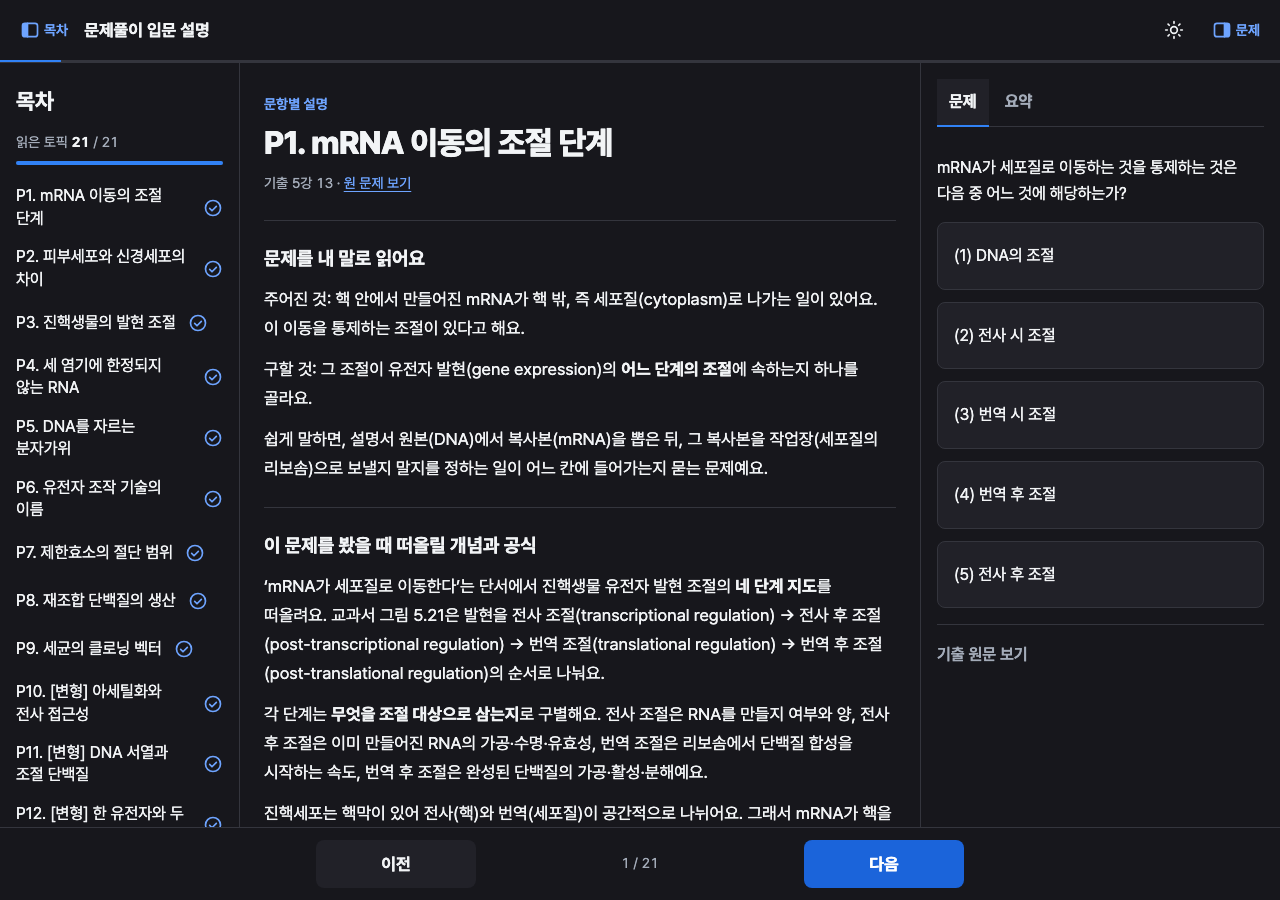 목차
문제풀이 입문 설명
문제
목차
읽은 토픽 21 / 21
P1. mRNA 이동의 조절
단계
P2. 피부세포와 신경세포의
차이
P3. 진핵생물의 발현 조절
P4. 세 염기에 한정되지
않는 RNA
P5. DNA를 자르는
분자가위
P6. 유전자 조작 기술의
이름
P7. 제한효소의 절단 범위
P8. 재조합 단백질의 생산
P9. 세균의 클로닝 벡터
P10. [변형] 아세틸화와
전사 접근성
P11. [변형] DNA 서열과
조절 단백질
P12. [변형] 한 유전자와 두
문항별 설명
P1. mRNA 이동의 조절 단계
기출 5강 13 · 원 문제 보기
문제를 내 말로 읽어요
주어진 것: 핵 안에서 만들어진 mRNA가 핵 밖, 즉 세포질(cytoplasm)로 나가는 일이 있어요.
이 이동을 통제하는 조절이 있다고 해요.
구할 것: 그 조절이 유전자 발현(gene expression)의 어느 단계의 조절에 속하는지 하나를
골라요.
쉽게 말하면, 설명서 원본(DNA)에서 복사본(mRNA)을 뽑은 뒤, 그 복사본을 작업장(세포질의
리보솜)으로 보낼지 말지를 정하는 일이 어느 칸에 들어가는지 묻는 문제예요.
이 문제를 봤을 때 떠올릴 개념과 공식
‘mRNA가 세포질로 이동한다’는 단서에서 진핵생물 유전자 발현 조절의 네 단계 지도를
떠올려요. 교과서 그림 5.21은 발현을 전사 조절(transcriptional regulation) → 전사 후 조절
(post-transcriptional regulation) → 번역 조절(translational regulation) → 번역 후 조절
(post-translational regulation)의 순서로 나눠요.
각 단계는 무엇을 조절 대상으로 삼는지로 구별해요. 전사 조절은 RNA를 만들지 여부와 양, 전사
후 조절은 이미 만들어진 RNA의 가공·수명·유효성, 번역 조절은 리보솜에서 단백질 합성을
시작하는 속도, 번역 후 조절은 완성된 단백질의 가공·활성·분해예요.
진핵세포는 핵막이 있어 전사(핵)와 번역(세포질)이 공간적으로 나뉘어요. 그래서 mRNA가 핵을
문제
요약
mRNA가 세포질로 이동하는 것을 통제하는 것은
다음 중 어느 것에 해당하는가?
(1) DNA의 조절
(2) 전사 시 조절
(3) 번역 시 조절
(4) 번역 후 조절
(5) 전사 후 조절
기출 원문 보기
이전
1 / 21
다음